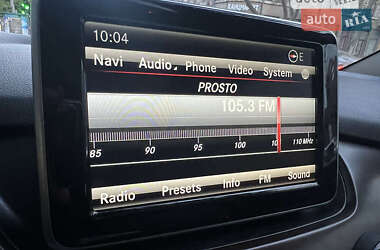 auto RIA
10:04
E
Navi Audio Phone Video System
PROSTO
105.3 FM
85 90 95 100 10 110 MHz
Radio Presets Info FM Sound